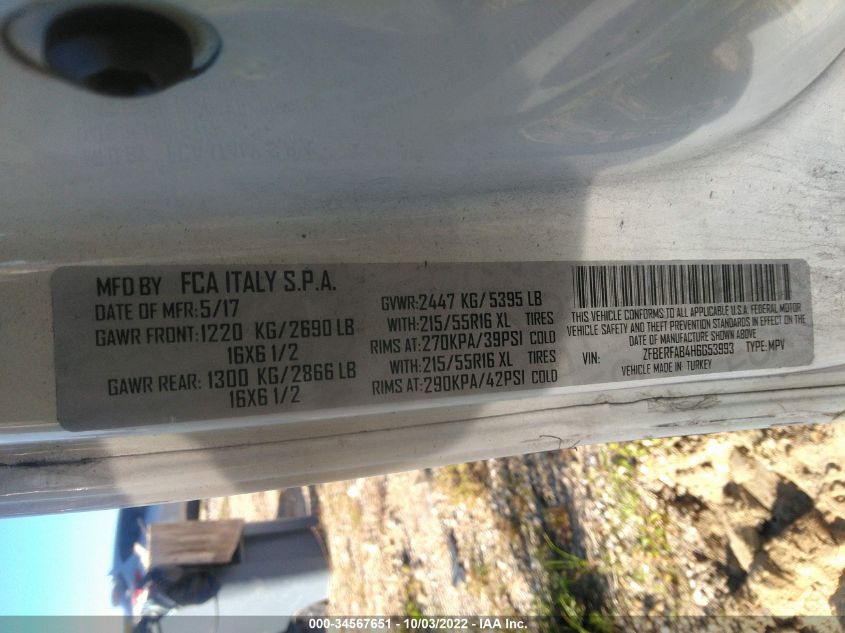 MFD BY FCA ITALY S.P.A.
DATE OF MFR: 5/17
GAWR FRONT: 1220 KG/2690 LB
16X6 1/2
GAWR REAR: 1300 KG/2866 LB
16X6 1/2
GVWR: 2447 KG/5395 LB
WITH: 215/55R16 XL TIRES
RIMS AT: 270KPA/39PSI COLD
WITH: 215/55R16 XL TIRES
RIMS AT: 290KPA/42PSI COLD
THIS VEHICLE CONFORMS TO ALL APPLICABLE U.S.A. FEDERAL MOTOR
VEHICLE SAFETY AND THEFT PREVENTION STANDARDS IN EFFECT ON
DATE OF MANUFACTURE SHOWN ABOVE
VIN: ZFBERFAB4H6G53993 TYPE: MPV
VEHICLE MADE IN: TURKEY
000-34567651 - 10/03/2022 - IAA Inc.